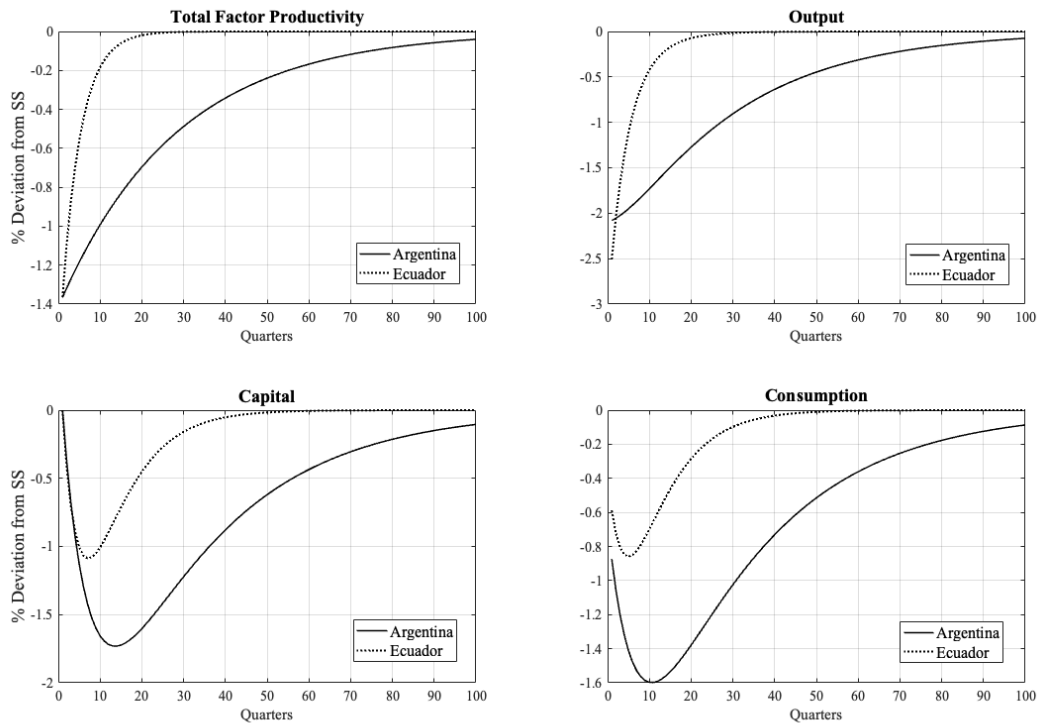 Total Factor Productivity
% Deviation from SS
0
-0.2
-0.4
-0.6
-0.8
-1
-1.2
-1.4
Argentina
Ecuador
0 10 20 30 40 50 60 70 80 90 100
Quarters
Output
0
-0.5
-1
-1.5
-2
-2.5
-3
Argentina
Ecuador
0 10 20 30 40 50 60 70 80 90 100
Quarters
Capital
% Deviation from SS
0
-0.5
-1
-1.5
-2
Argentina
Ecuador
0 10 20 30 40 50 60 70 80 90 100
Quarters
Consumption
0
-0.2
-0.4
-0.6
-0.8
-1
-1.2
-1.4
-1.6
Argentina
Ecuador
0 10 20 30 40 50 60 70 80 90 100
Quarters